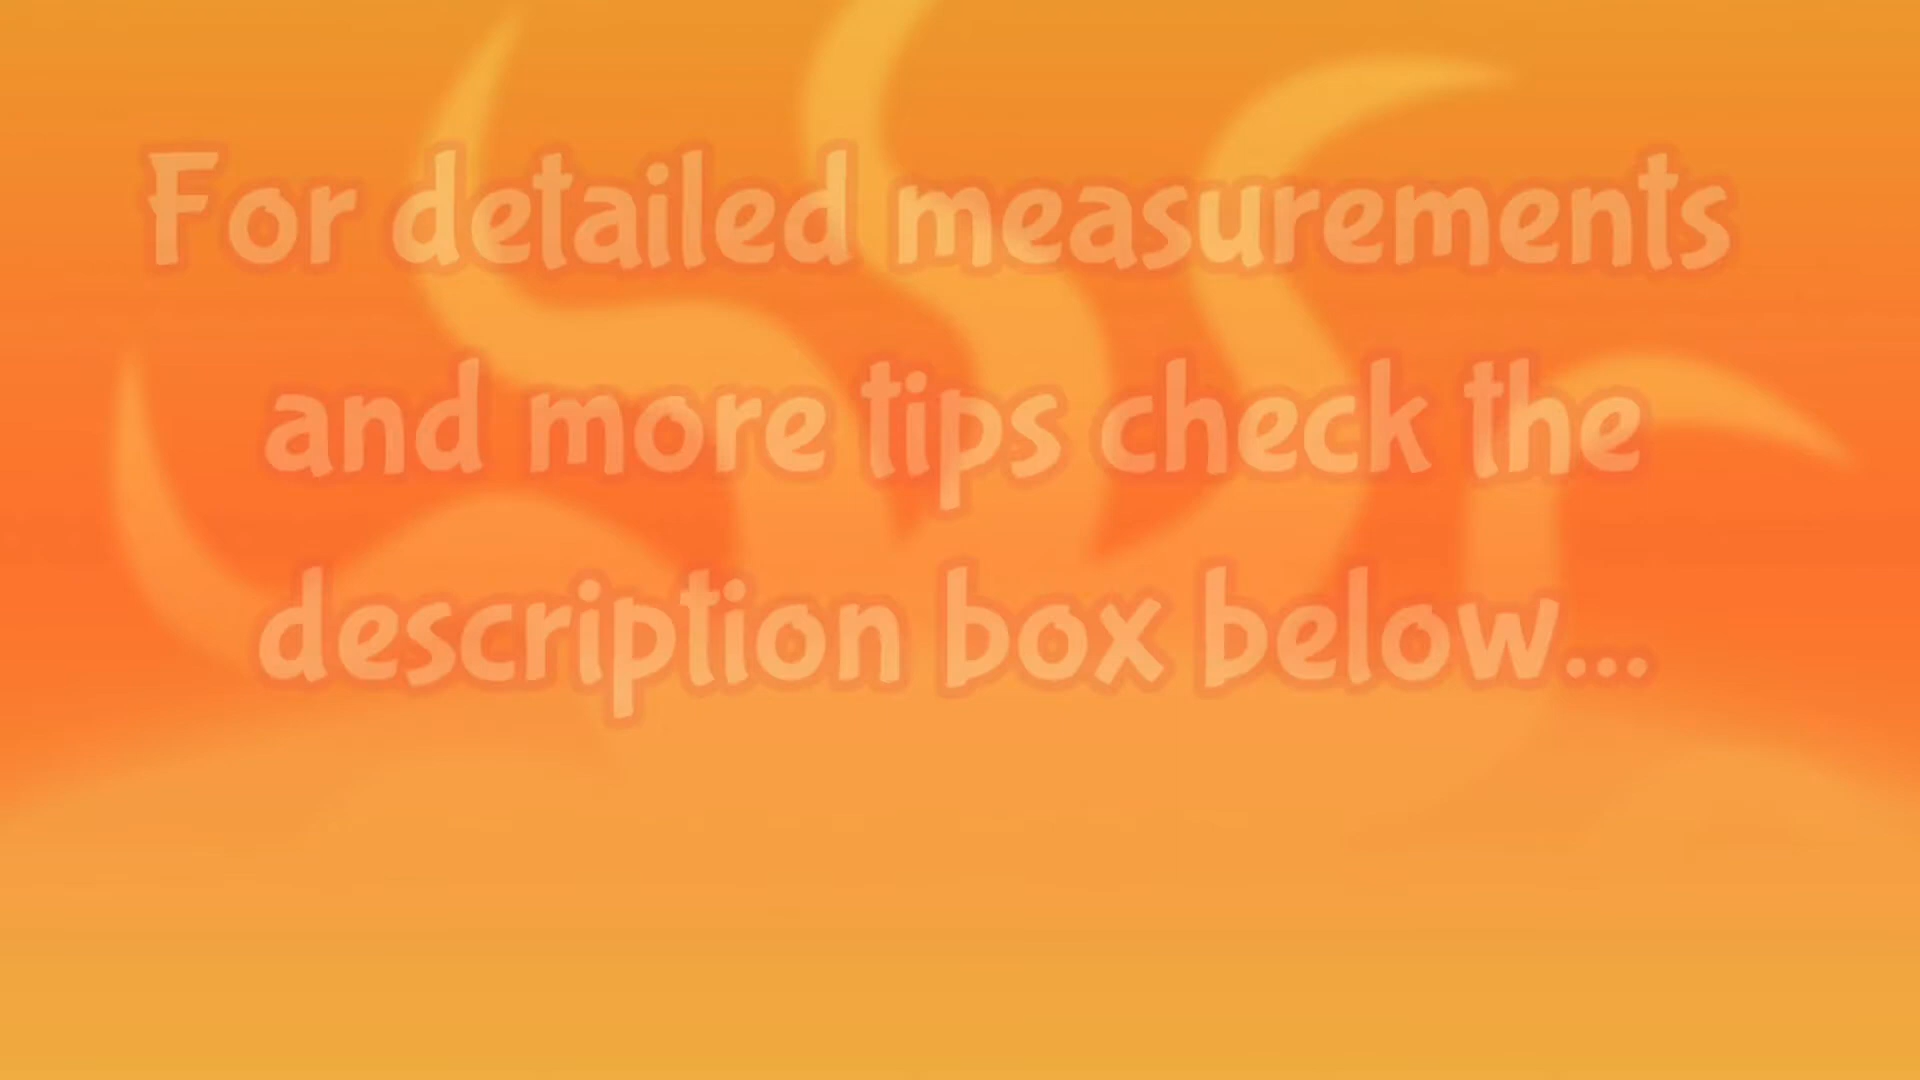 For detailed measurements
and more tips check the
description box below...